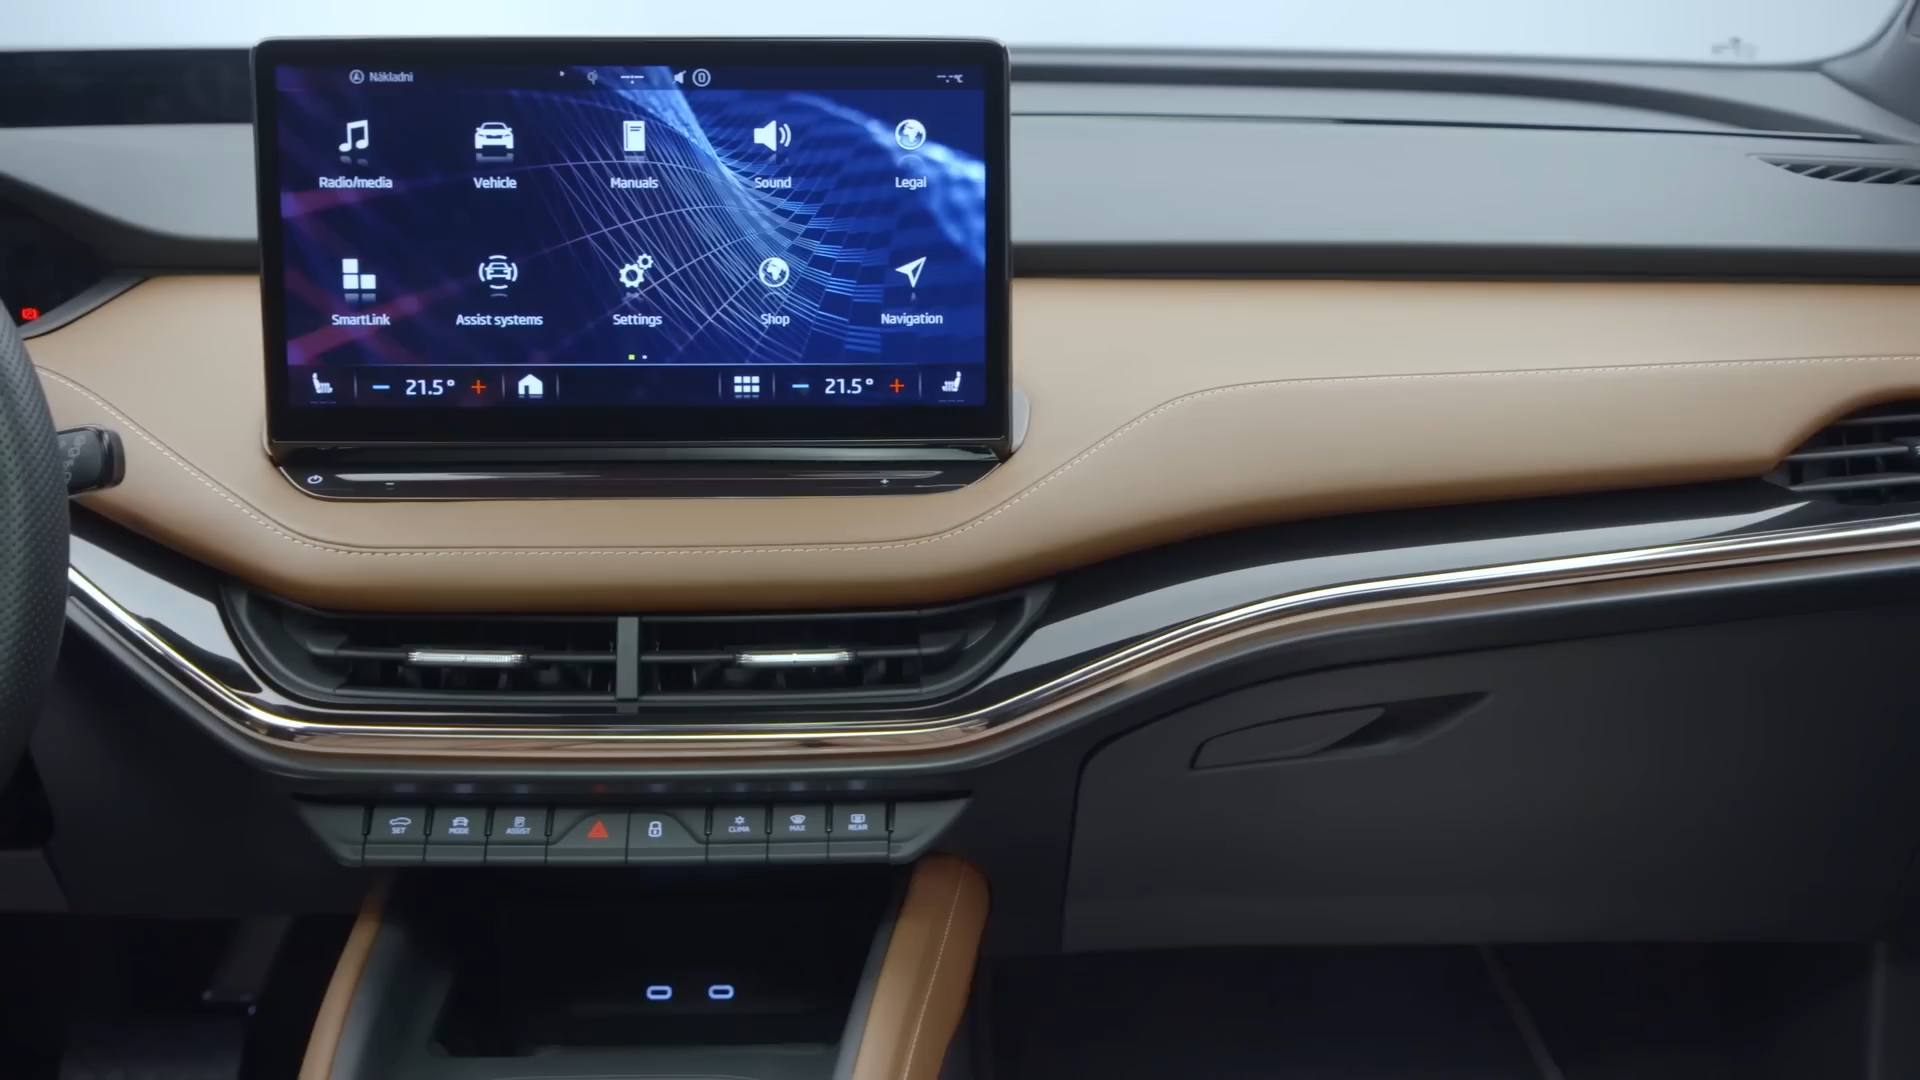 Nákladní
Radio/media Vehicle Manuals Sound Legal
SmartLink Assist systems Settings Shop Navigation
21.5° 21.5°
SET MODE ASSIST CLIMA MAX REAR